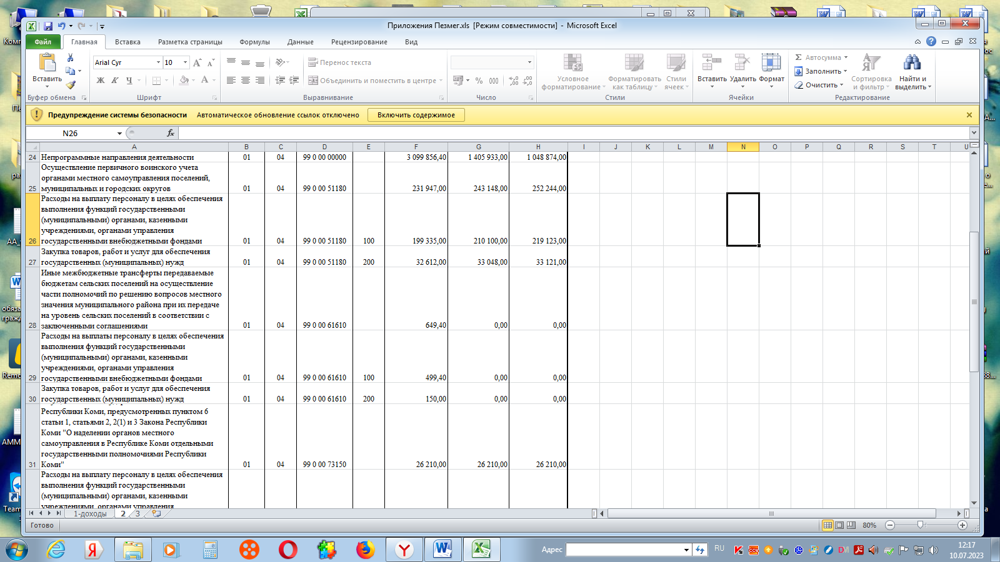 Приложения Пезмег.xls [Режим совместимости] - Microsoft Excel
Файл Главная Вставка Разметка страницы Формулы Данные Рецензирование Вид
Вставить
Буфер обмена
Arial Cyr 10
Ж К Ч
Шрифт
Перенос текста
Объединить и поместить в центре
Выравнивание
% 000
Число
Условное форматирование
Форматировать как таблицу
Стили ячеек
Стили
Вставить Удалить Формат
Ячейки
Σ Автосумма
Заполнить
Очистить
Сортировка и фильтр
Найти и выделить
Редактирование
Предупреждение системы безопасности Автоматическое обновление ссылок отключено Включить содержимое
N26 fx
A B C D E F G H I J K L M N O P Q R S T U
24 Непрограммные направления деятельности 01 04 99 0 00 00000 3 099 856,40 1 405 933,00 1 048 874,00
Осуществление первичного воинского учета
органами местного самоуправления поселений,
25 муниципальных и городских округов 01 04 99 0 00 51180 231 947,00 243 148,00 252 244,00
Расходы на выплату персоналу в целях обеспечения
выполнения функций государственными
(муниципальными) органами, казенными
учреждениями, органами управления
26 государственными внебюджетными фондами 01 04 99 0 00 51180 100 199 335,00 210 100,00 219 123,00
Закупка товаров, работ и услуг для обеспечения
27 государственных (муниципальных) нужд 01 04 99 0 00 51180 200 32 612,00 33 048,00 33 121,00
Иные межбюджетные трансферты передаваемые
бюджетам сельских поселений на осуществление
части полномочий по решению вопросов местного
значения муниципального района при их передаче
на уровень сельских поселений в соответствии с
28 заключенными соглашениями 01 04 99 0 00 61610 649,40 0,00 0,00
Расходы на выплаты персоналу в целях обеспечения
выполнения функций государственными
(муниципальными) органами, казенными
учреждениями, органами управления
29 государственными внебюджетными фондами 01 04 99 0 00 61610 100 499,40 0,00 0,00
Закупка товаров, работ и услуг для обеспечения
30 государственных (муниципальных) нужд 01 04 99 0 00 61610 200 150,00 0,00 0,00
Республики Коми, предусмотренных пунктом 6
статьи 1, статьями 2, 2(1) и 3 Закона Республики
Коми "О наделении органов местного
самоуправления в Республике Коми отдельными
государственными полномочиями Республики
31 Коми" 01 04 99 0 00 73150 26 210,00 26 210,00 26 210,00
Расходы на выплату персоналу в целях обеспечения
выполнения функций государственными
(муниципальными) органами, казенными
учреждениями, органами управления
1-доходы 2 3
Готово 80%
Адрес RU 12:17
10.07.2023